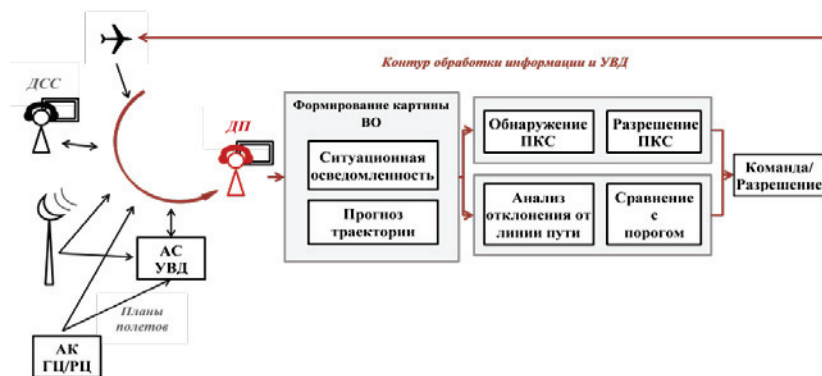 Контур обработки информации и УВД
ДСС
ДП
Формирование картины
ВО
Ситуационная
осведомленность
Прогноз
траектории
Обнаружение
ПКС
Разрешение
ПКС
Анализ
отклонения от
линии пути
Сравнение
с
порогом
Команда/
Разрешение
АС
УВД
Планы
полетов
АК
ГЦ/РЦ